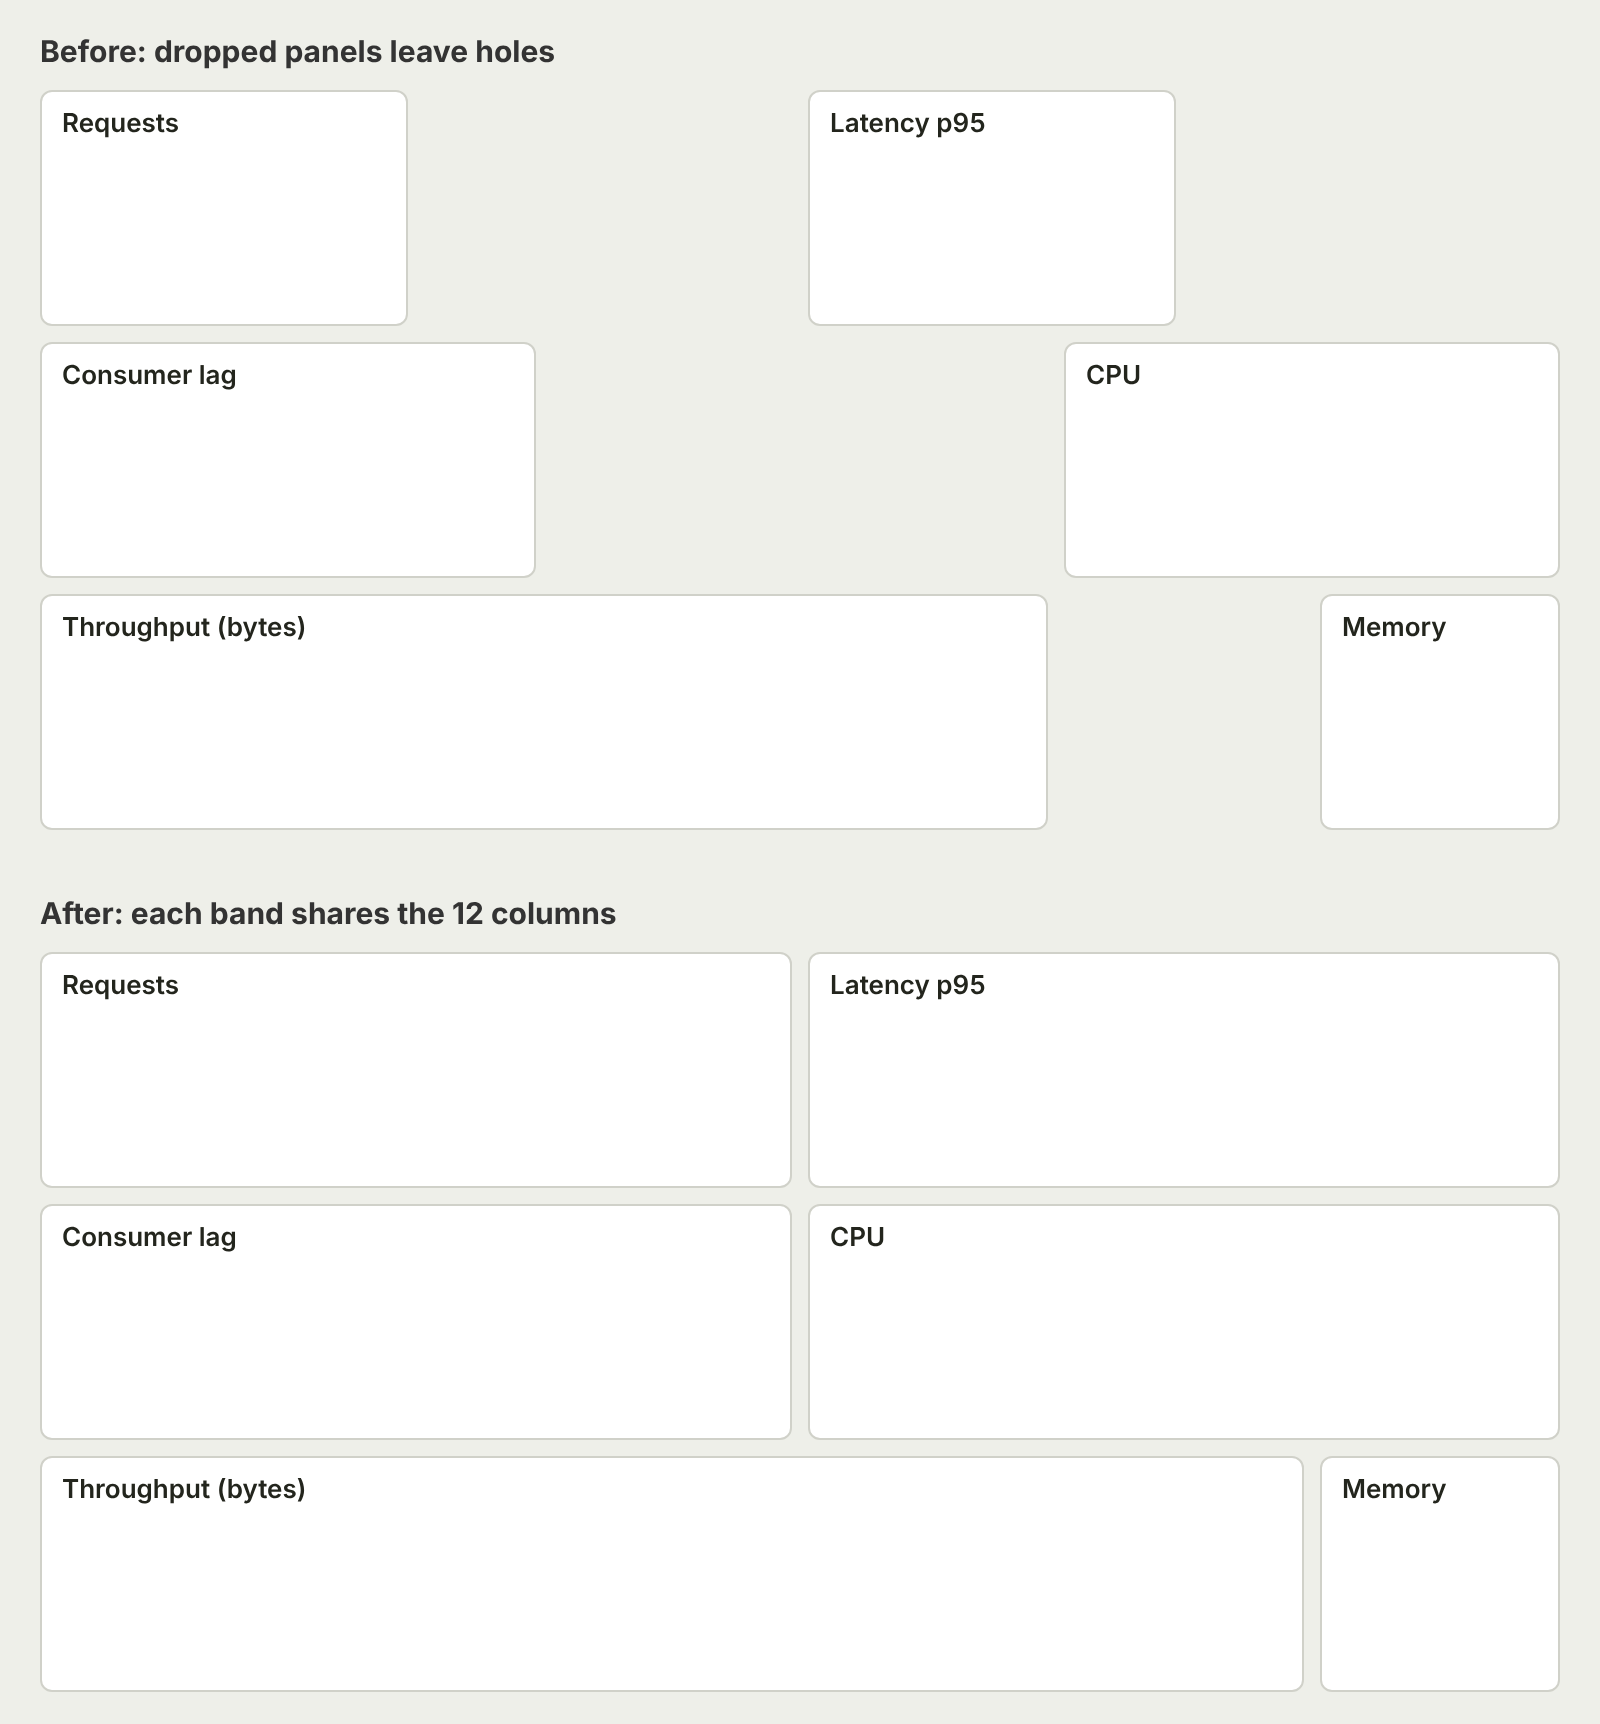 Before: dropped panels leave holes
Requests
Latency p95
Consumer lag
CPU
Throughput (bytes)
Memory
After: each band shares the 12 columns
Requests
Latency p95
Consumer lag
CPU
Throughput (bytes)
Memory